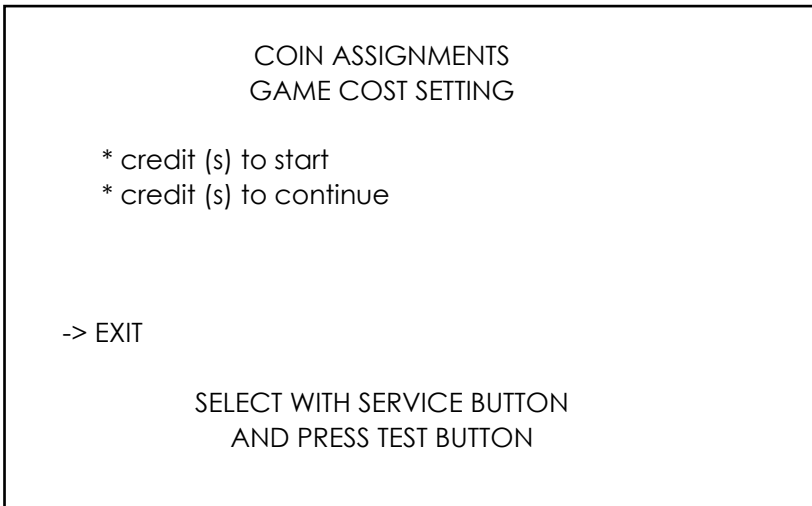 COIN ASSIGNMENTS
GAME COST SETTING
* credit (s) to start
* credit (s) to continue
-> EXIT
SELECT WITH SERVICE BUTTON
AND PRESS TEST BUTTON